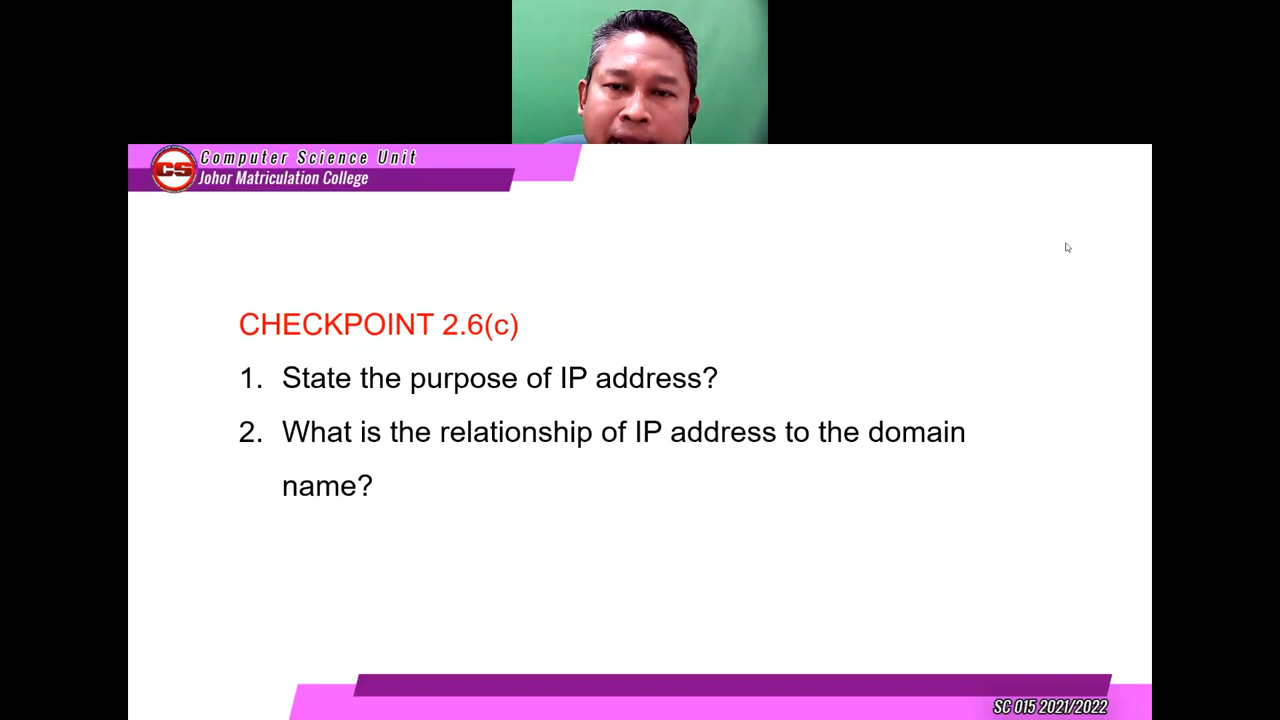 CS
Computer Science Unit
Johor Matriculation College
CHECKPOINT 2.6(c)
1. State the purpose of IP address?
2. What is the relationship of IP address to the domain
name?
SC 015 2021/2022